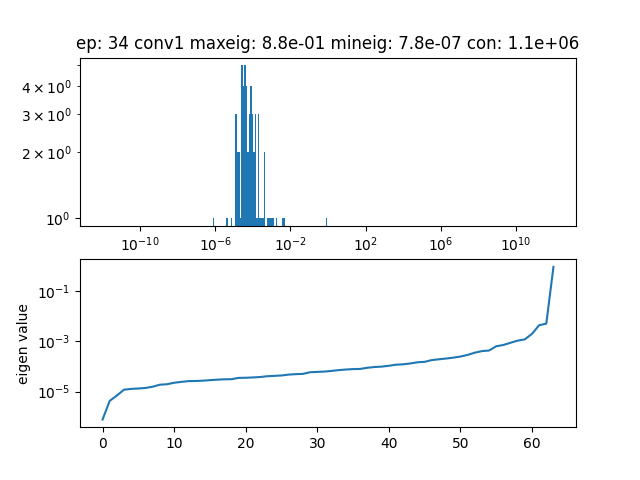 ep: 34 conv1 maxeig: 8.8e-01 mineig: 7.8e-07 con: 1.1e+06
4 × 10⁰
3 × 10⁰
2 × 10⁰
10⁰
10⁻¹⁰ 10⁻⁶ 10⁻² 10² 10⁶ 10¹⁰
eigen value
10⁻¹
10⁻³
10⁻⁵
0 10 20 30 40 50 60